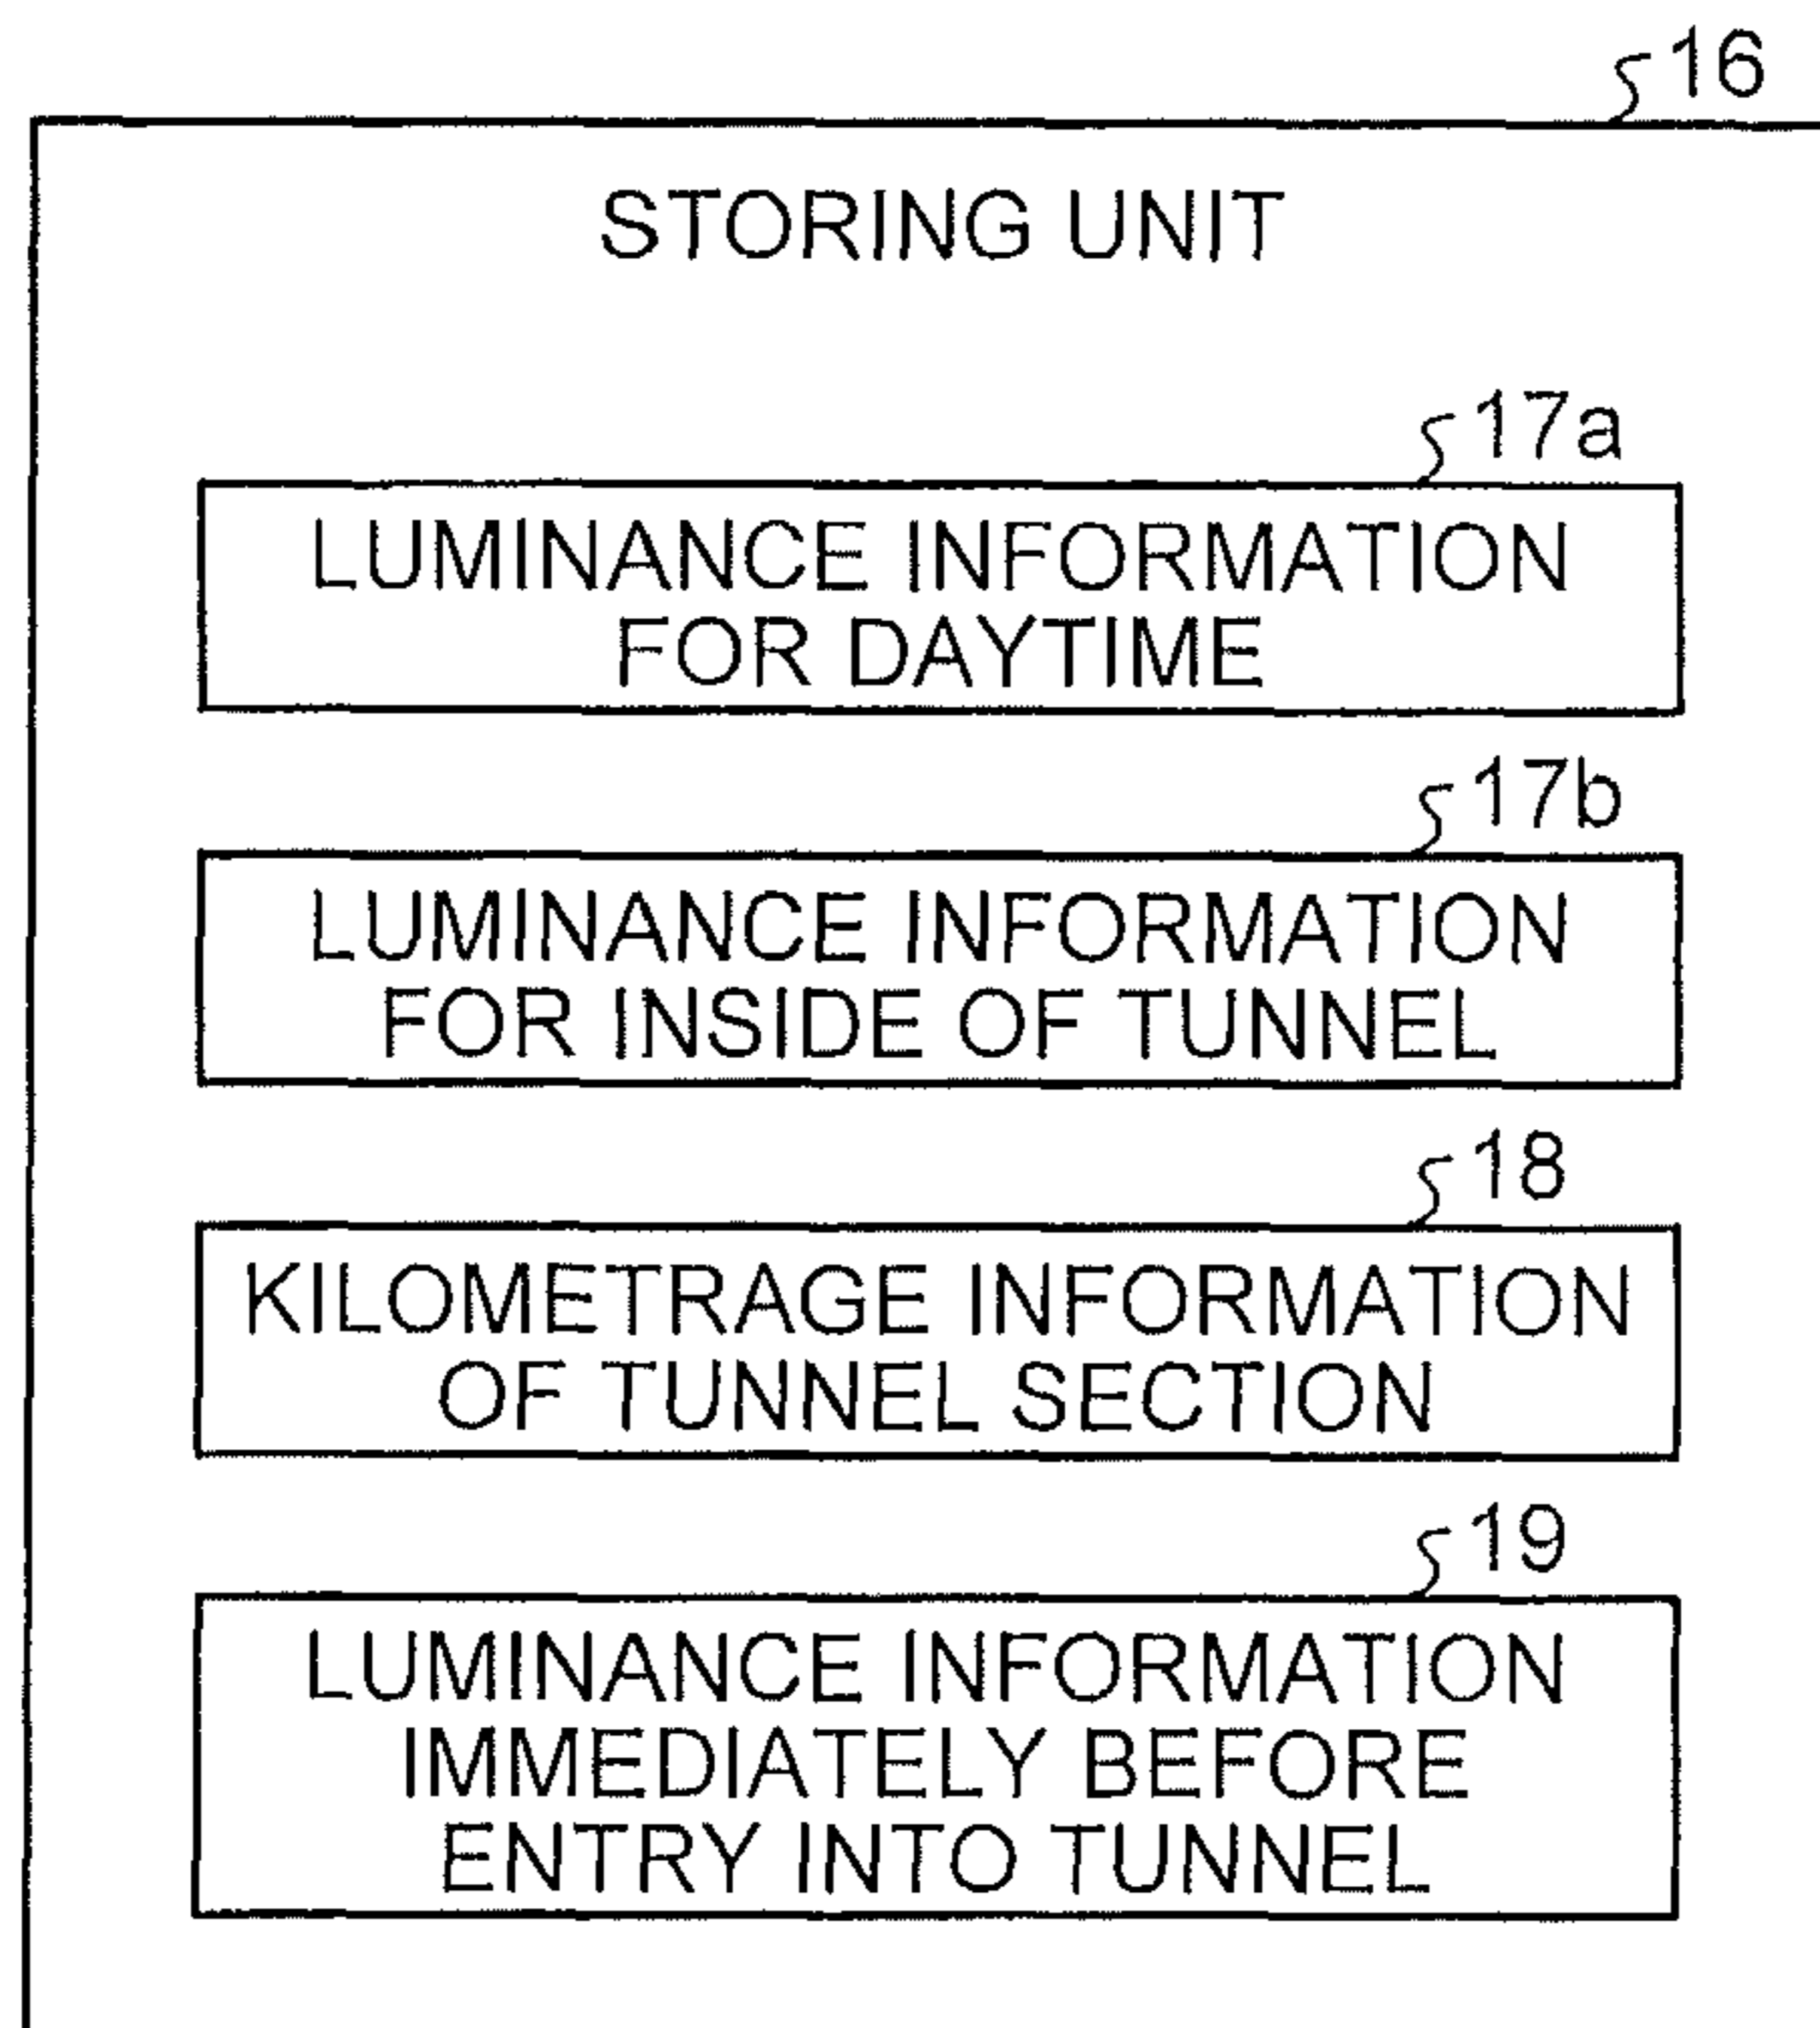 16
STORING UNIT
17a
LUMINANCE INFORMATION
FOR DAYTIME
17b
LUMINANCE INFORMATION
FOR INSIDE OF TUNNEL
18
KILOMETRAGE INFORMATION
OF TUNNEL SECTION
19
LUMINANCE INFORMATION
IMMEDIATELY BEFORE
ENTRY INTO TUNNEL